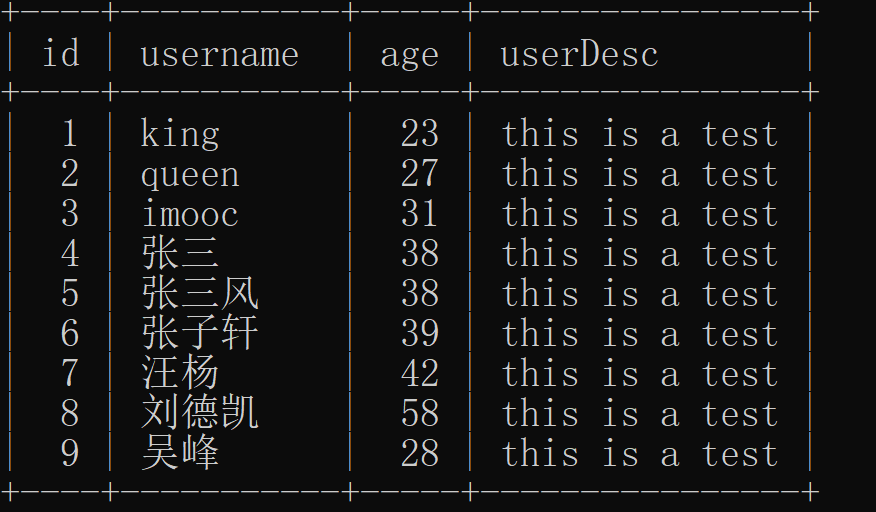 +----+-----------+-----+----------------+
| id | username  | age | userDesc       |
+----+-----------+-----+----------------+
|  1 | king      |  23 | this is a test |
|  2 | queen     |  27 | this is a test |
|  3 | imooc     |  31 | this is a test |
|  4 | 张三      |  38 | this is a test |
|  5 | 张三风    |  38 | this is a test |
|  6 | 张子轩    |  39 | this is a test |
|  7 | 汪杨      |  42 | this is a test |
|  8 | 刘德凯    |  58 | this is a test |
|  9 | 吴峰      |  28 | this is a test |
+----+-----------+-----+----------------+